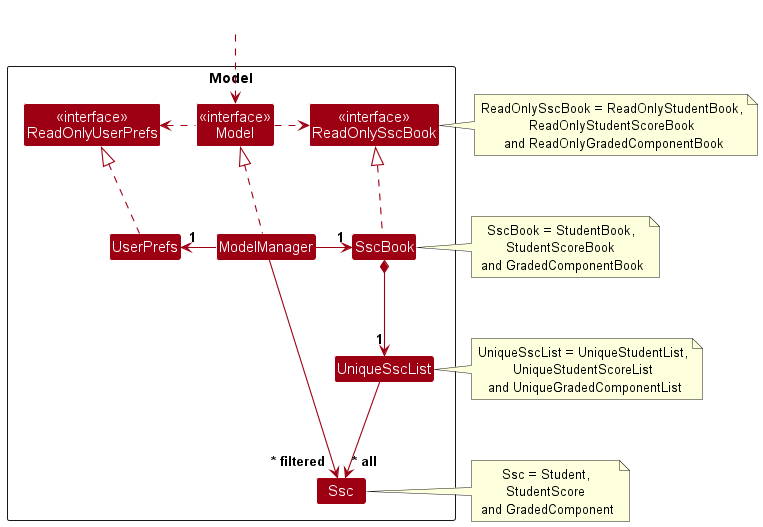 Model
«interface»
ReadOnlyUserPrefs
«interface»
Model
«interface»
ReadOnlySscBook
ReadOnlySscBook = ReadOnlyStudentBook,
ReadOnlyStudentScoreBook
and ReadOnlyGradedComponentBook
UserPrefs
1
ModelManager
1
SscBook
SscBook = StudentBook,
StudentScoreBook
and GradedComponentBook
1
UniqueSscList
UniqueSscList = UniqueStudentList,
UniqueStudentScoreList
and UniqueGradedComponentList
* filtered
* all
Ssc
Ssc = Student,
StudentScore
and GradedComponent